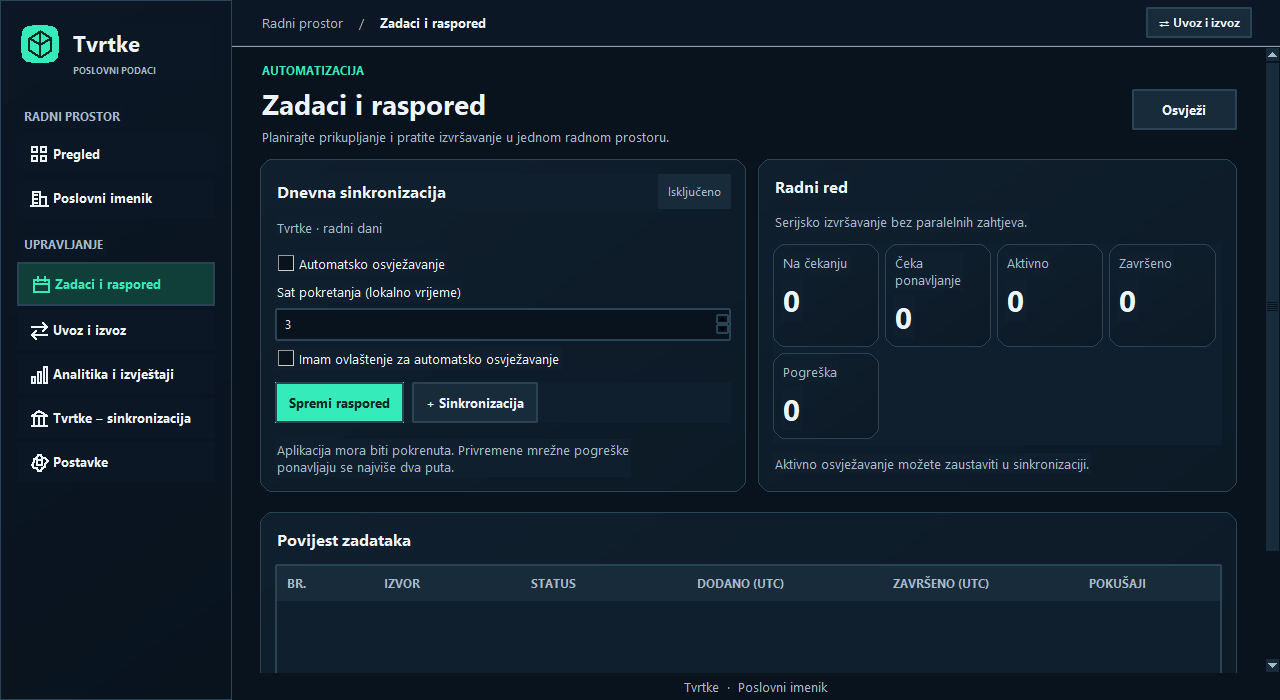 Tvrtke
POSLOVNI PODACI
RADNI PROSTOR
Pregled
Poslovni imenik
UPRAVLJANJE
Zadaci i raspored
Uvoz i izvoz
Analitika i izvještaji
Tvrtke – sinkronizacija
Postavke
Radni prostor / Zadaci i raspored
⇄ Uvoz i izvoz
AUTOMATIZACIJA
Zadaci i raspored
Planirajte prikupljanje i pratite izvršavanje u jednom radnom prostoru.
Osvježi
Dnevna sinkronizacija
Isključeno
Tvrtke · radni dani
Automatsko osvježavanje
Sat pokretanja (lokalno vrijeme)
3
Imam ovlaštenje za automatsko osvježavanje
Spremi raspored
+ Sinkronizacija
Aplikacija mora biti pokrenuta. Privremene mrežne pogreške
ponavljaju se najviše dva puta.
Radni red
Serijsko izvršavanje bez paralelnih zahtjeva.
Na čekanju
0
Čeka
ponavljanje
0
Aktivno
0
Završeno
0
Pogreška
0
Aktivno osvježavanje možete zaustaviti u sinkronizaciji.
Povijest zadataka
BR. IZVOR STATUS DODANO (UTC) ZAVRŠENO (UTC) POKUŠAJI
Tvrtke · Poslovni imenik